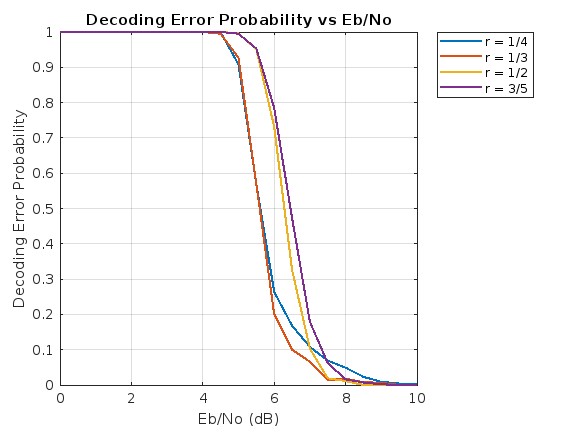 Decoding Error Probability vs Eb/No
1
0.9
0.8
0.7
0.6
0.5
0.4
0.3
0.2
0.1
0
Decoding Error Probability
0 2 4 6 8 10
Eb/No (dB)
r = 1/4
r = 1/3
r = 1/2
r = 3/5